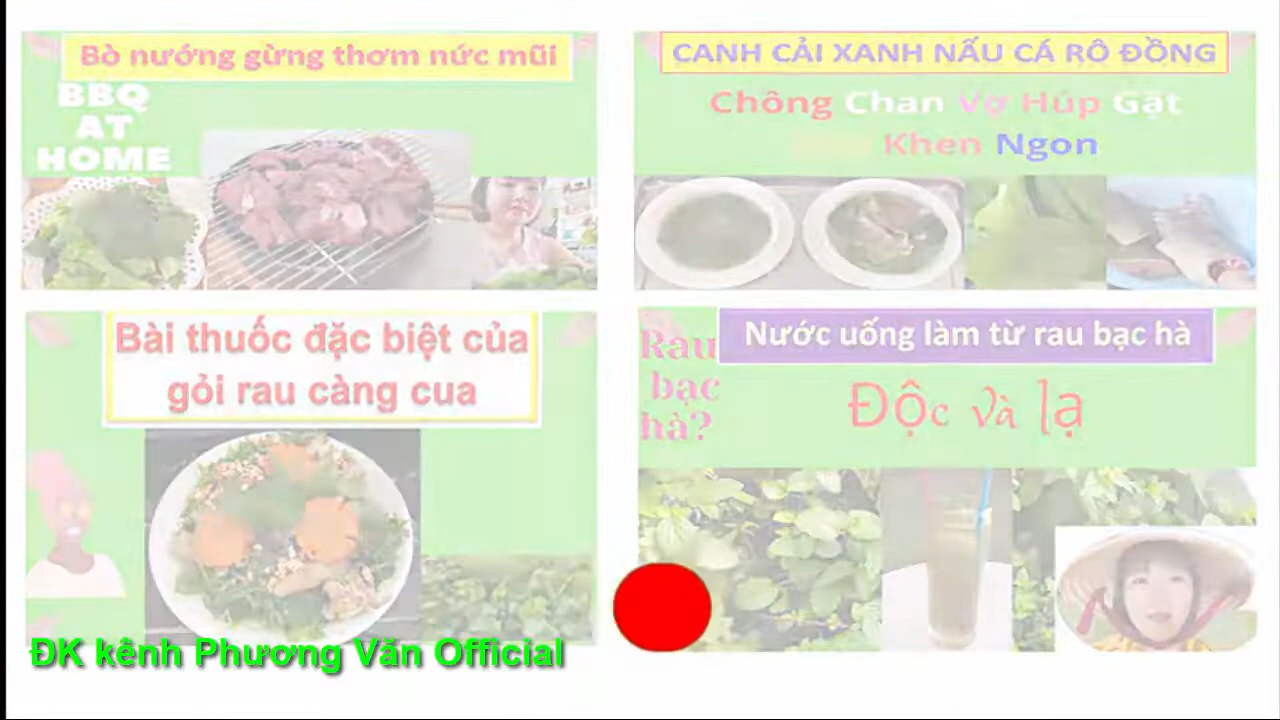 Bò nướng gừng thơm nức mũi
BBQ
AT
HOME
CANH CẢI XANH NẤU CÁ RÔ ĐỒNG
Chồng Chan Vợ Húp Gật
Khen Ngon
Bài thuốc đặc biệt của
gỏi rau càng cua
Nước uống làm từ rau bạc hà
Rau
bạc
hà?
Độc và lạ
ĐK kênh Phương Văn Official